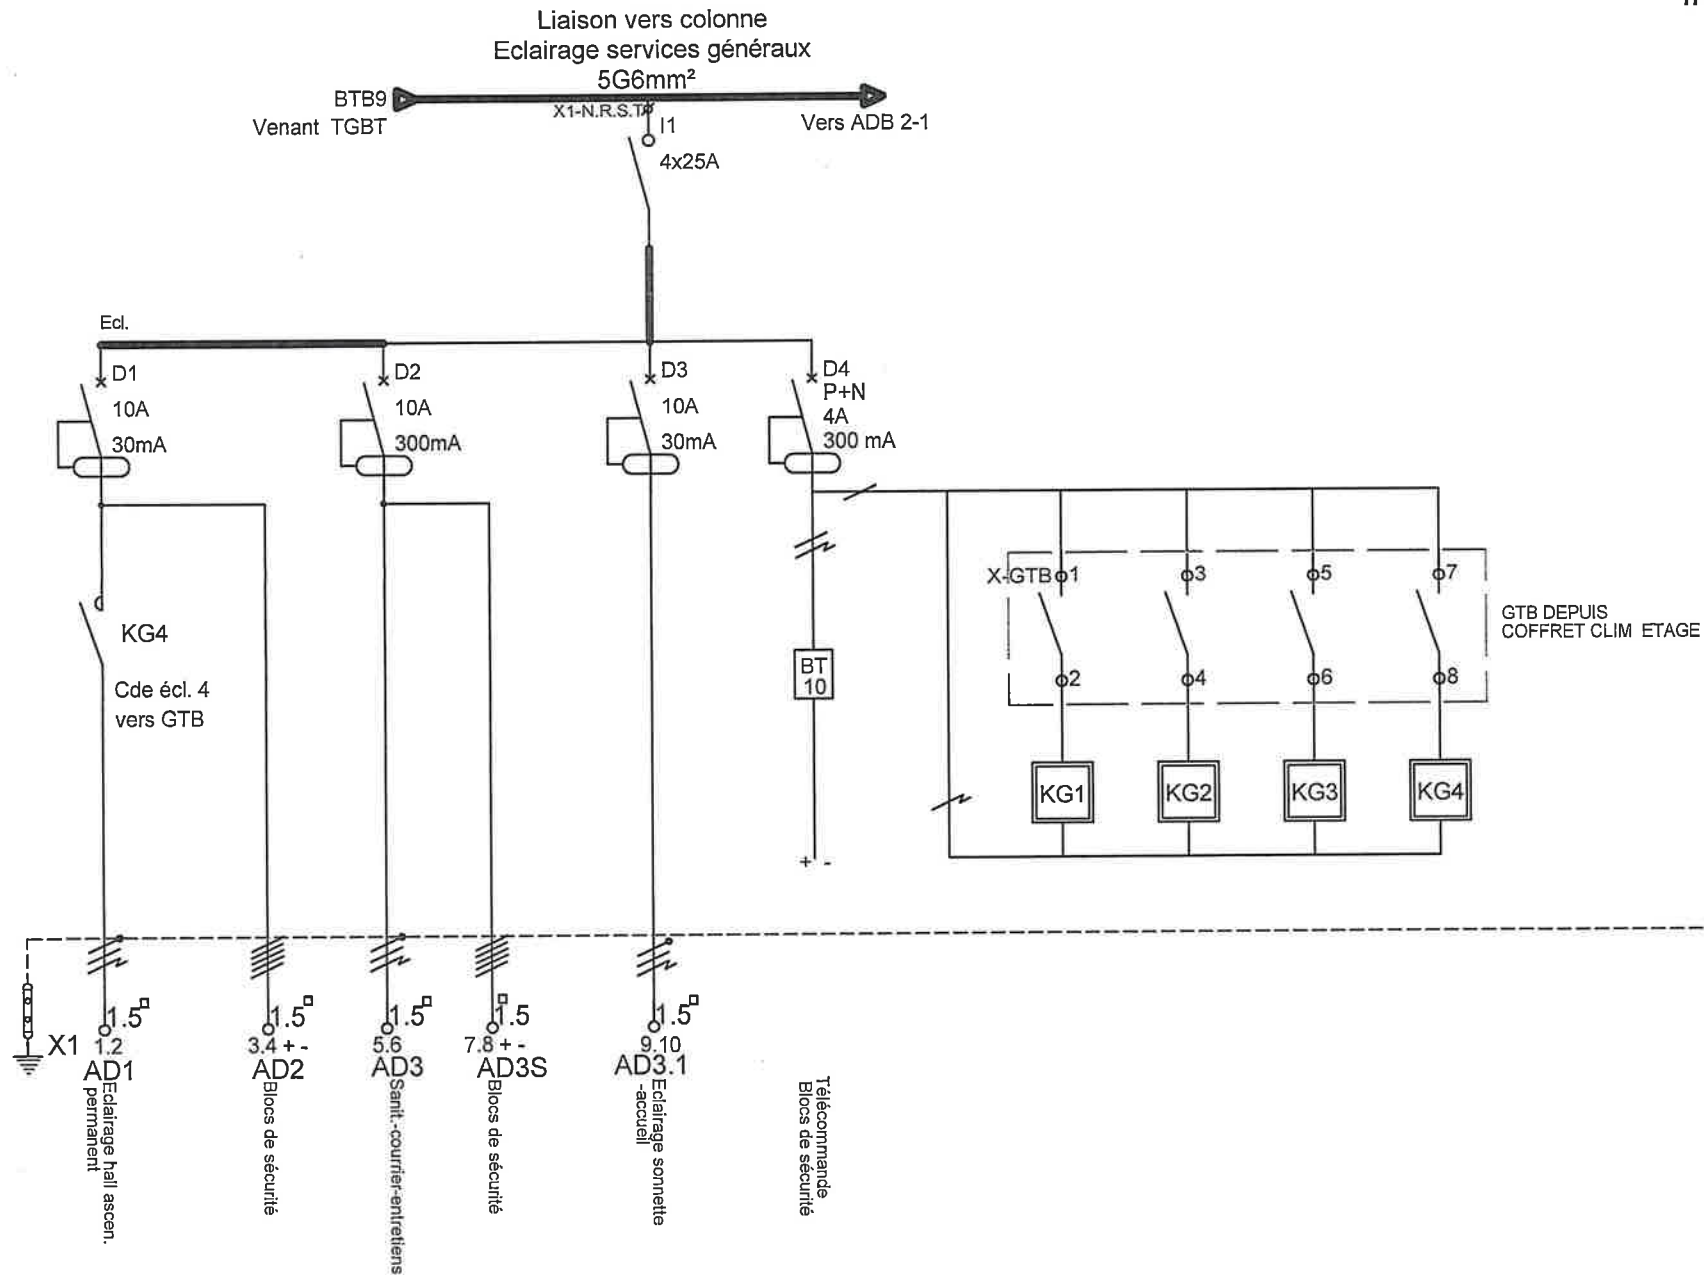 Liaison vers colonne
Eclairage services généraux
5G6mm²
BTB9
Venant TGBT
X1-N.R.S.T
Vers ADB 2-1
I1
4x25A
Ecl.
D1
10A
30mA
D2
10A
300mA
D3
10A
30mA
D4
P+N
4A
300 mA
KG4
Cde écl. 4
vers GTB
BT
10
+ -
X-GTB 1
3
5
7
2
4
6
8
GTB DEPUIS
COFFRET CLIM ETAGE
KG1
KG2
KG3
KG4
1.5
1.5
1.5
1.5
1.5
X1
1.2
3.4 + -
5.6
7.8 + -
9.10
AD1
AD2
AD3
AD3S
AD3.1
Eclairage hall ascen.
permanent
Blocs de sécurité
Sanit.-courrier-entretiens
Blocs de sécurité
Eclairage sonnette
-accueil
Télécommande
Blocs de sécurité